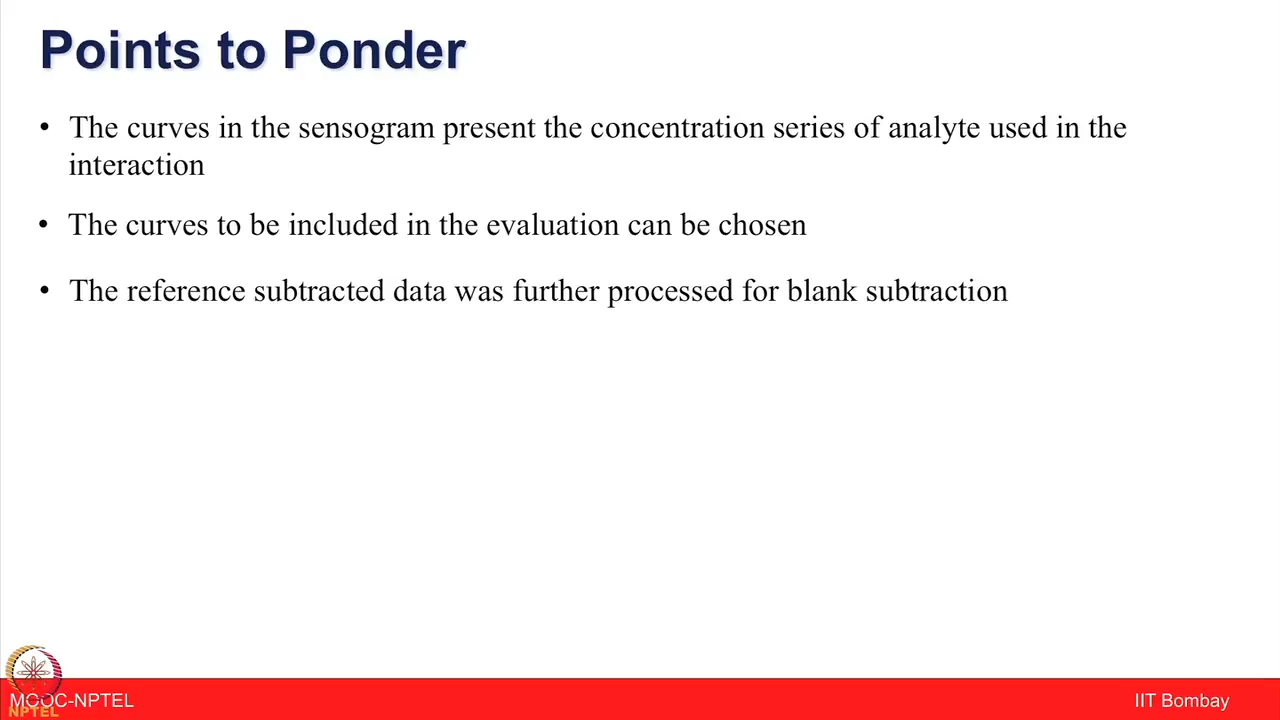 Points to Ponder
• The curves in the sensogram present the concentration series of analyte used in the
interaction
• The curves to be included in the evaluation can be chosen
• The reference subtracted data was further processed for blank subtraction
MOOC-NPTEL
NPTEL
IIT Bombay